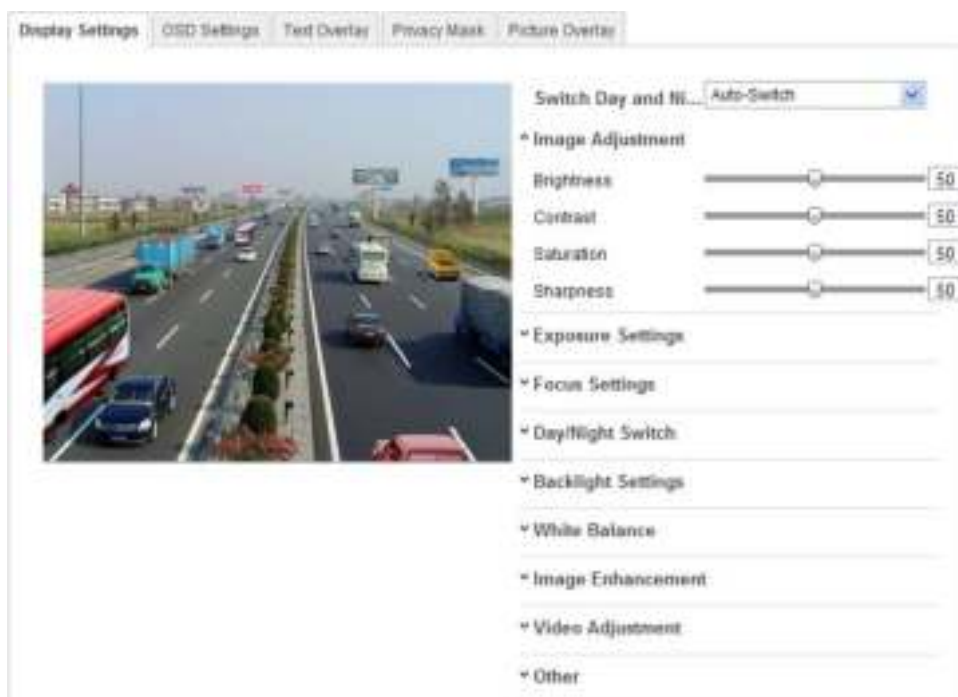 Display Settings OSD Settings Text Overlay Privacy Mask Picture Overlay
Switch Day and Ni... Auto-Switch
Image Adjustment
Brightness 50
Contrast 50
Saturation 50
Sharpness 50
Exposure Settings
Focus Settings
Day/Night Switch
Backlight Settings
White Balance
Image Enhancement
Video Adjustment
Other